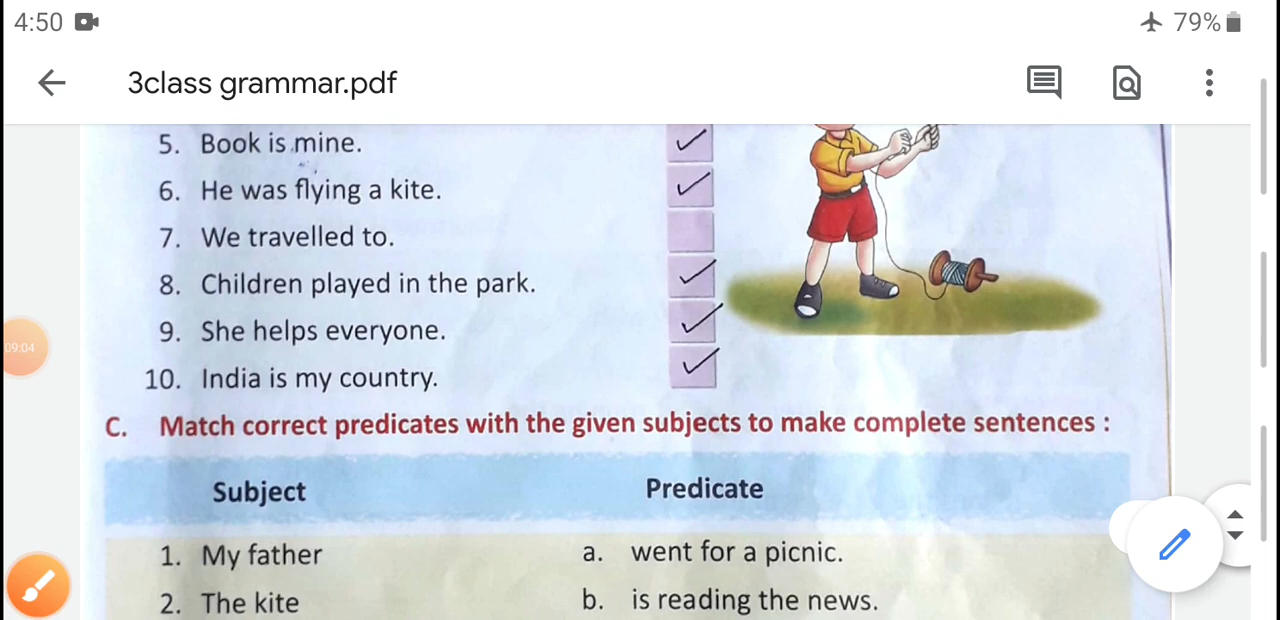 4:50 79%
3class grammar.pdf
5. Book is mine.
6. He was flying a kite.
7. We travelled to.
8. Children played in the park.
9. She helps everyone.
10. India is my country.
09:04
C. Match correct predicates with the given subjects to make complete sentences :
Subject Predicate
1. My father a. went for a picnic.
2. The kite b. is reading the news.